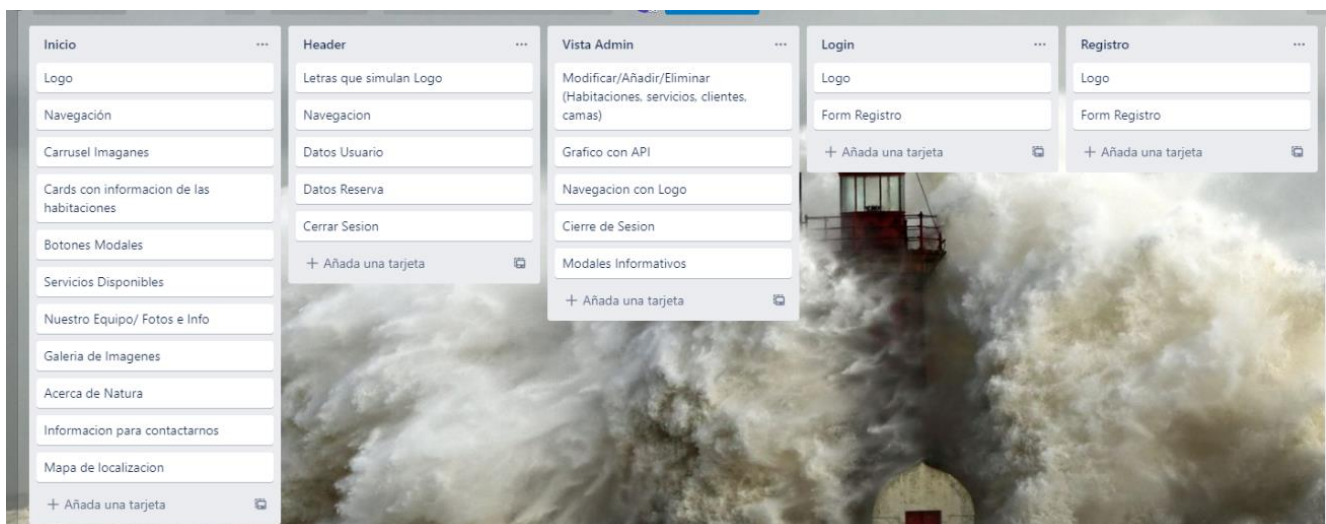 Inicio
Logo
Navegación
Carrusel Imaganes
Cards con informacion de las
habitaciones
Botones Modales
Servicios Disponibles
Nuestro Equipo/ Fotos e Info
Galeria de Imagenes
Acerca de Natura
Informacion para contactarnos
Mapa de localizacion
+ Añada una tarjeta
Header
Letras que simulan Logo
Navegacion
Datos Usuario
Datos Reserva
Cerrar Sesion
+ Añada una tarjeta
Vista Admin
Modificar/Añadir/Eliminar
(Habitaciones, servicios, clientes,
camas)
Grafico con API
Navegacion con Logo
Cierre de Sesion
Modales Informativos
+ Añada una tarjeta
Login
Logo
Form Registro
+ Añada una tarjeta
Registro
Logo
Form Registro
+ Añada una tarjeta